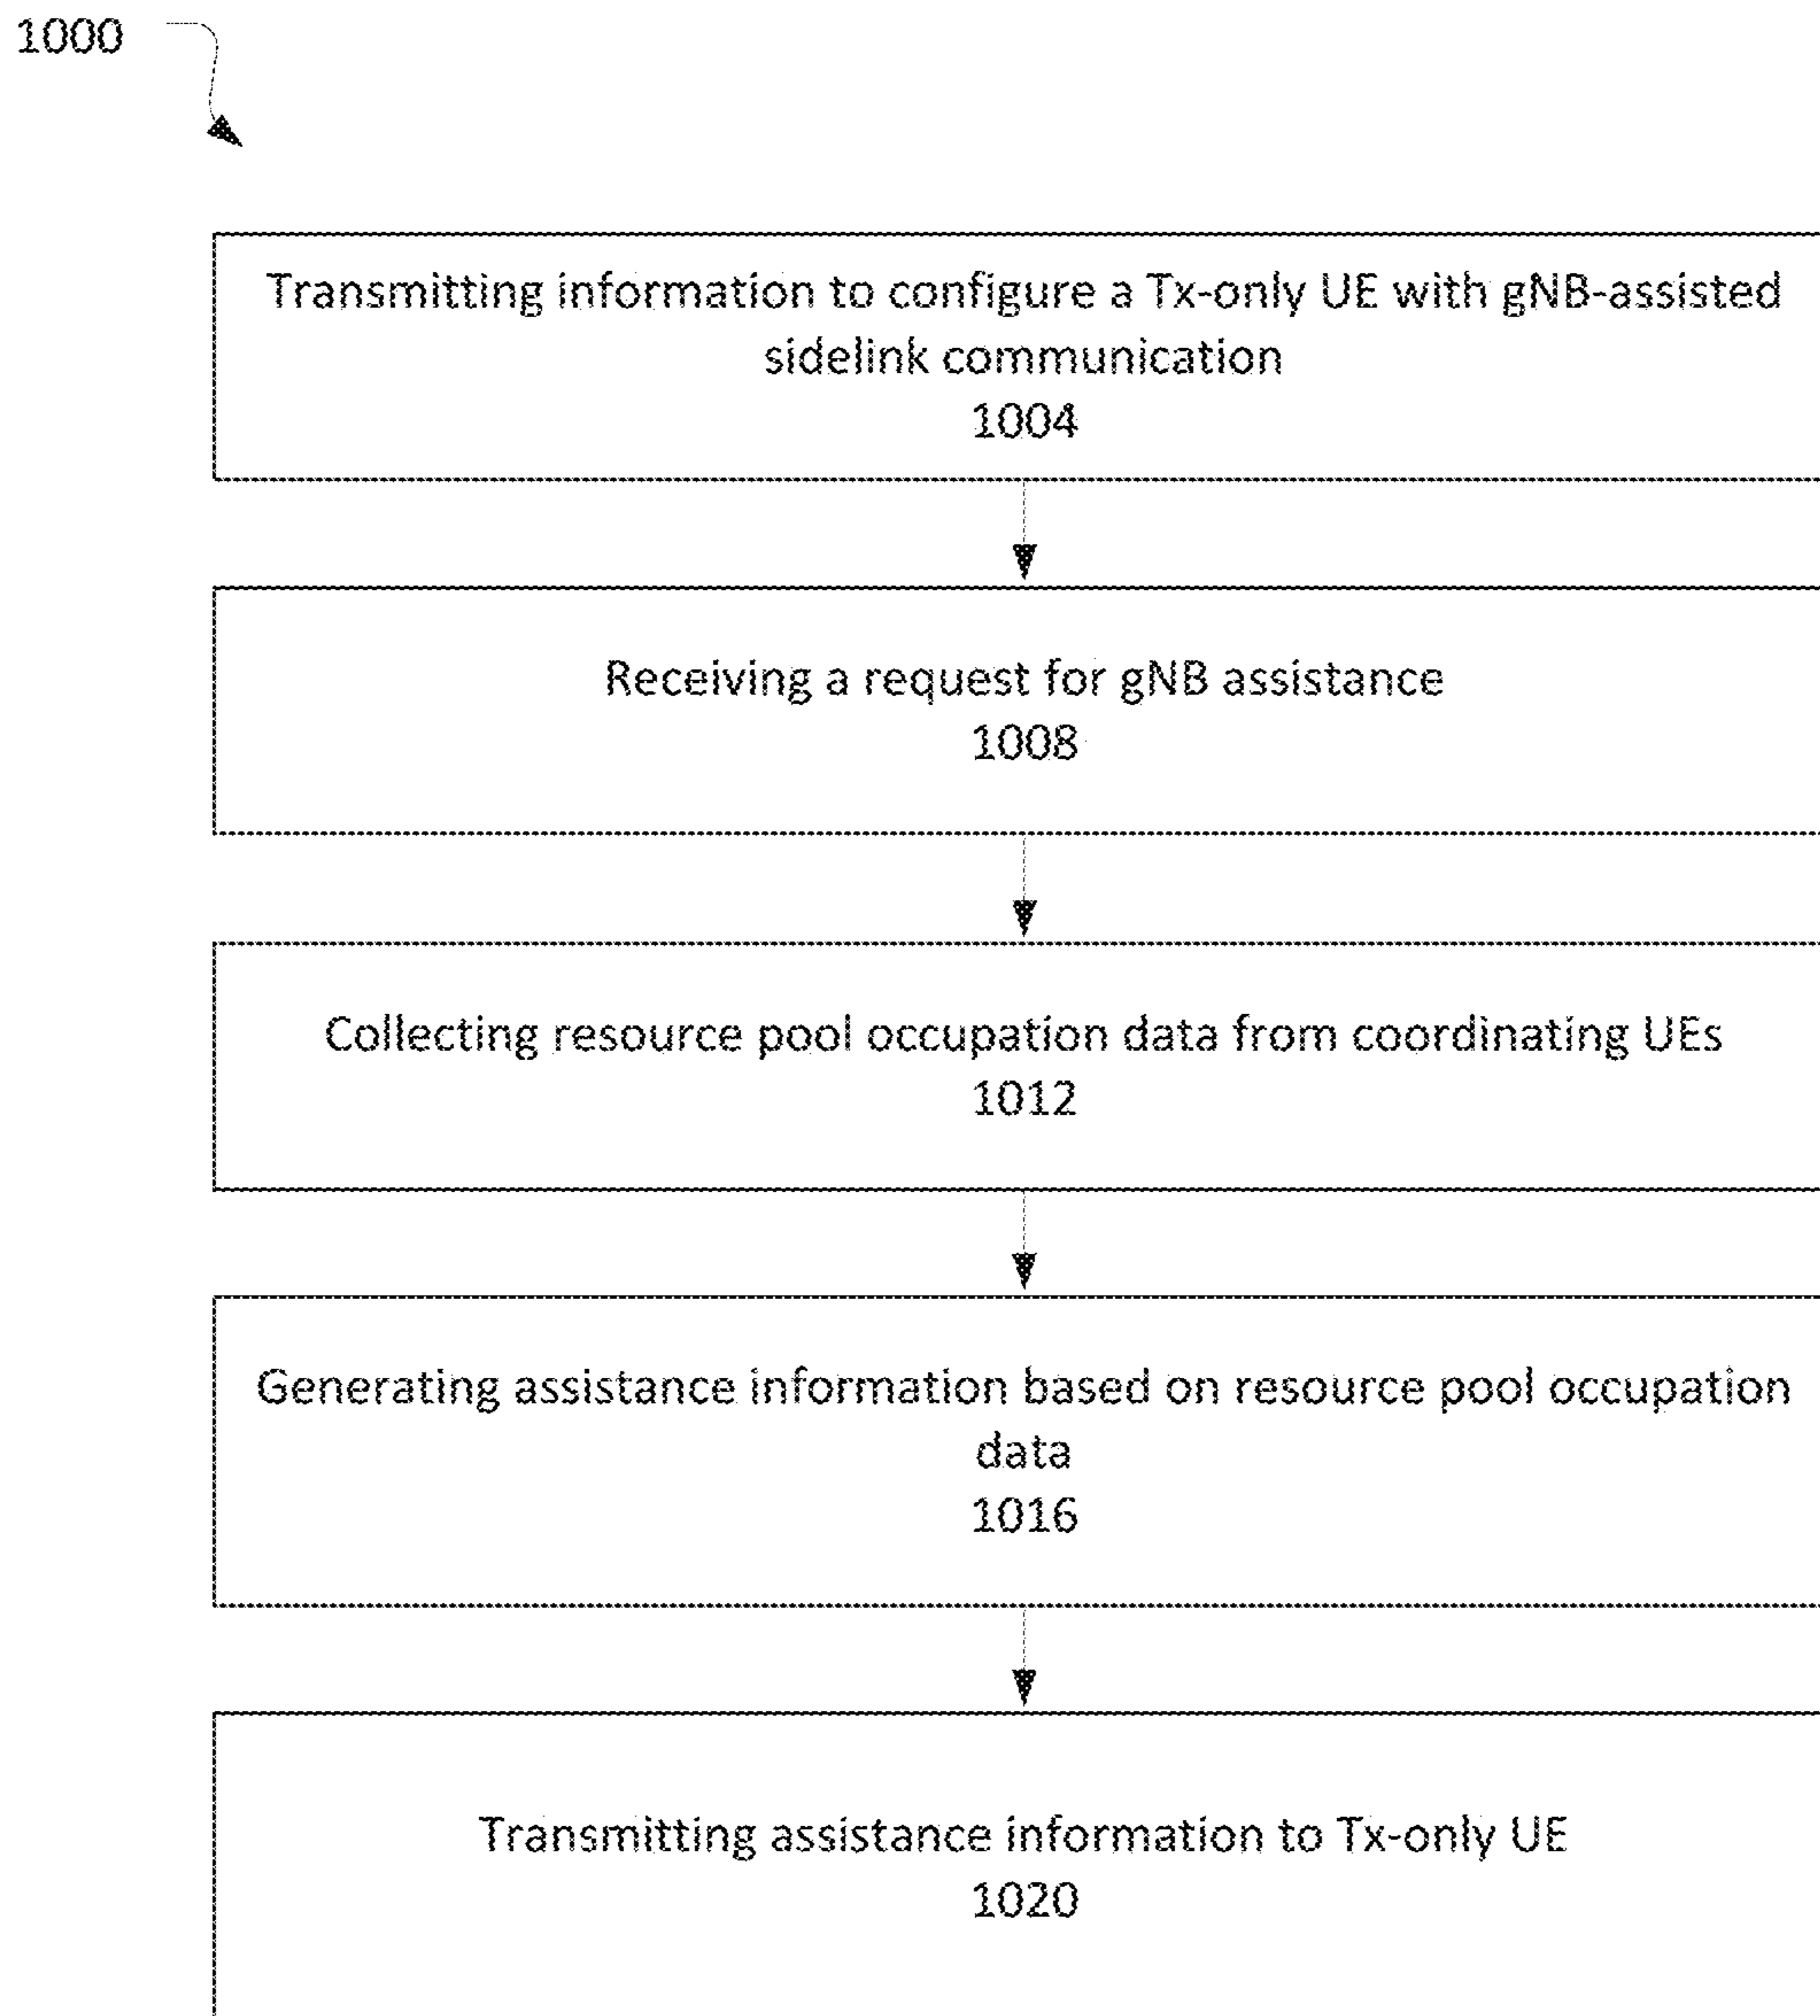 1000
Transmitting information to configure a Tx-only UE with gNB-assisted
sidelink communication
1004
Receiving a request for gNB assistance
1008
Collecting resource pool occupation data from coordinating UEs
1012
Generating assistance information based on resource pool occupation
data
1016
Transmitting assistance information to Tx-only UE
1020